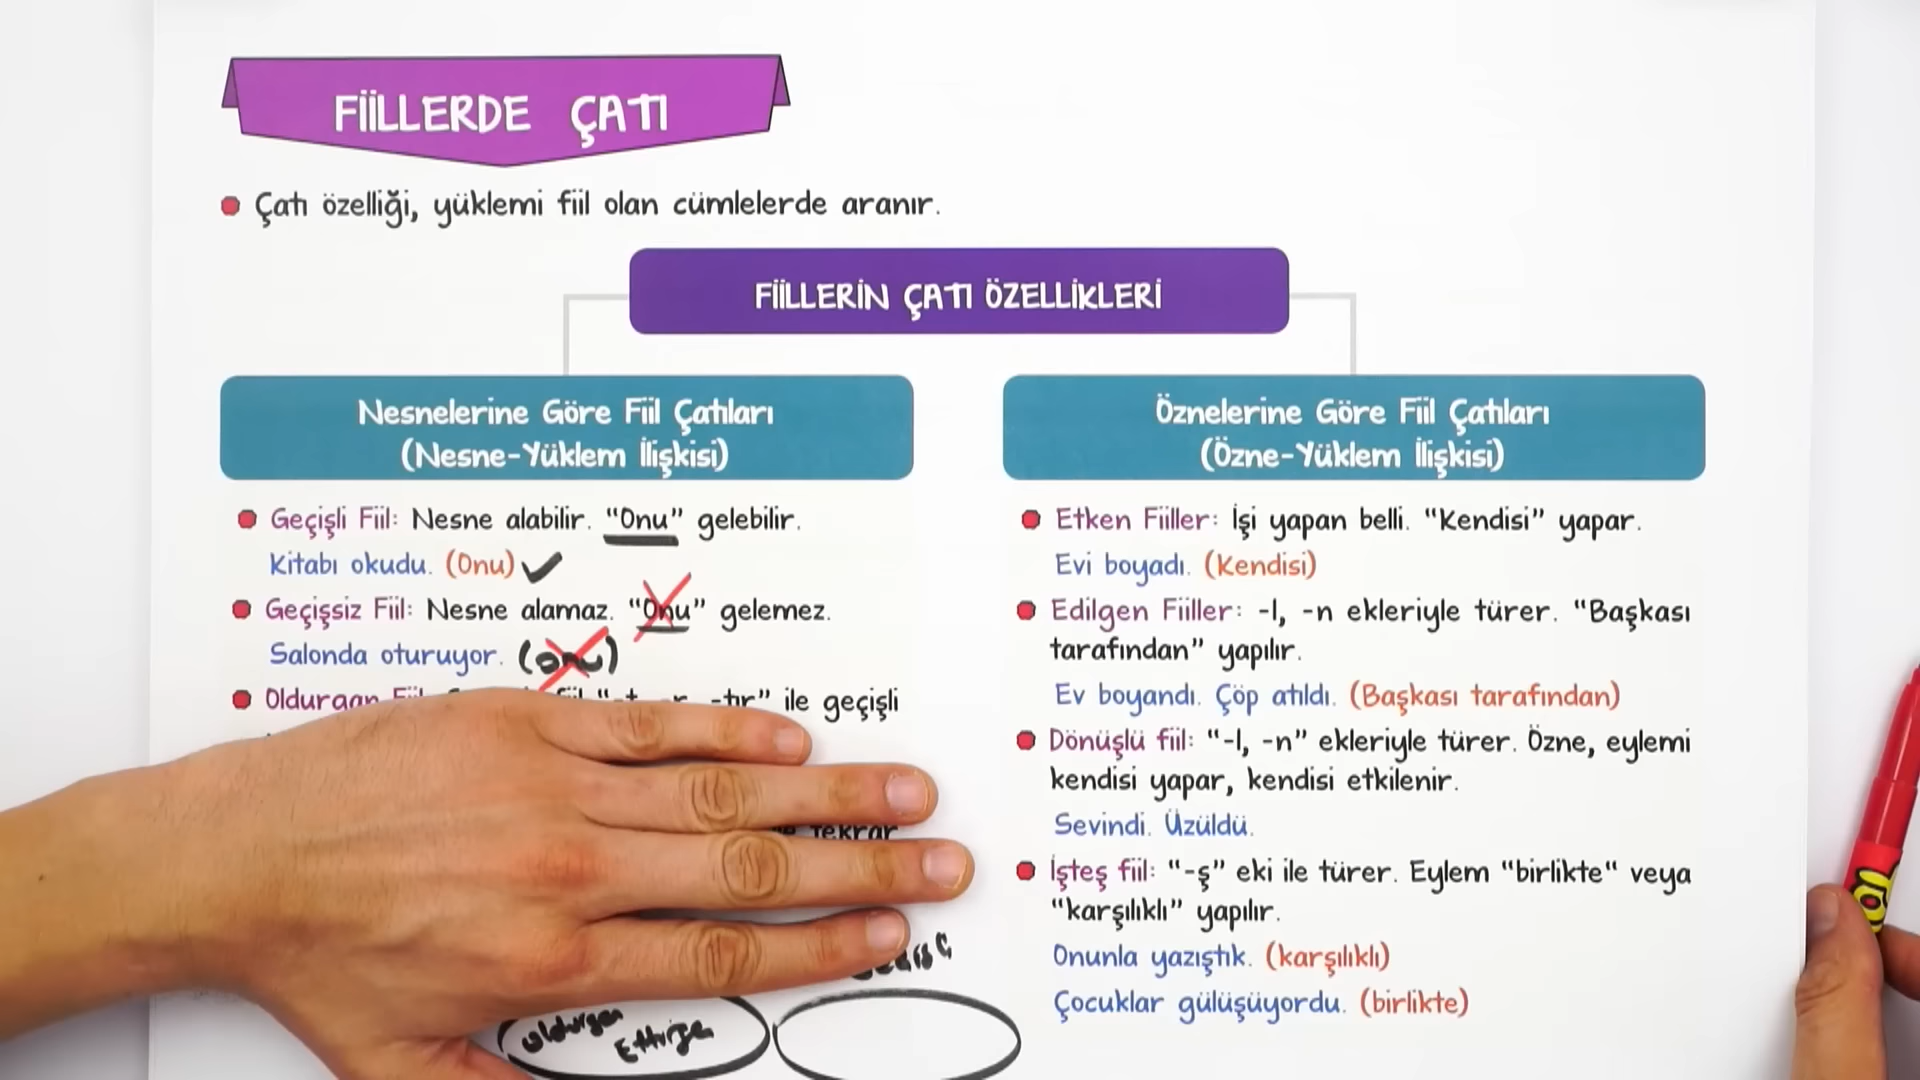 FİİLLERDE ÇATI
Çatı özelliği, yüklemi fiil olan cümlelerde aranır.
FİİLLERİN ÇATI ÖZELLİKLERİ
Nesnelerine Göre Fiil Çatıları
(Nesne-Yüklem İlişkisi)
Geçişli Fiil: Nesne alabilir. "Onu" gelebilir.
Kitabı okudu. (Onu)
Geçişsiz Fiil: Nesne alamaz. "Onu" gelemez.
Salonda oturuyor. (onu)
Oldurgan -tır" ile geçişli
tekrar
Oldurgan
Ettirgen
Öznelerine Göre Fiil Çatıları
(Özne-Yüklem İlişkisi)
Etken Fiiller: İşi yapan belli. "Kendisi" yapar.
Evi boyadı. (Kendisi)
Edilgen Fiiller: -l, -n ekleriyle türer. "Başkası
tarafından" yapılır.
Ev boyandı. Çöp atıldı. (Başkası tarafından)
Dönüşlü fiil: "-l, -n" ekleriyle türer. Özne, eylemi
kendisi yapar, kendisi etkilenir.
Sevindi. Üzüldü.
İşteş fiil: "-ş" eki ile türer. Eylem "birlikte" veya
"karşılıklı" yapılır.
Onunla yazıştık. (karşılıklı)
Çocuklar gülüşüyordu. (birlikte)